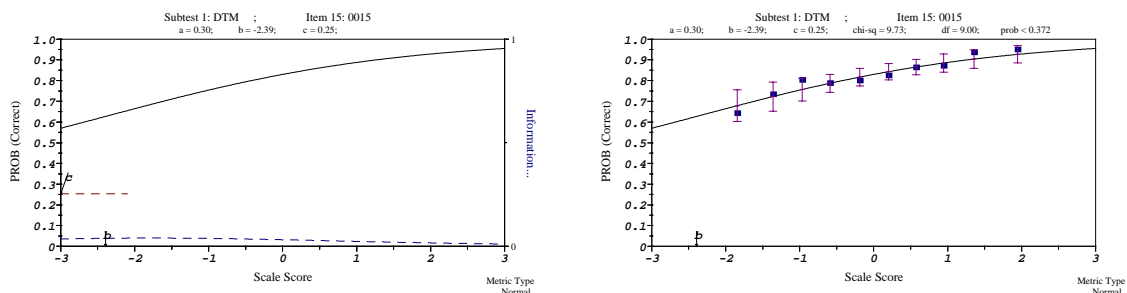 Subtest 1: DTM ; Item 15: 0015
a = 0.30; b = -2.39; c = 0.25;
1.0
0.9
0.8
0.7
0.6
0.5
0.4
0.3
0.2
0.1
0
PROB (Correct)
c
b
1
0
Information...
-3 -2 -1 0 1 2 3
Scale Score
Metric Type
Normal
Subtest 1: DTM ; Item 15: 0015
a = 0.30; b = -2.39; c = 0.25; chi-sq = 9.73; df = 9.00; prob < 0.372
1.0
0.9
0.8
0.7
0.6
0.5
0.4
0.3
0.2
0.1
0
PROB (Correct)
b
-3 -2 -1 0 1 2 3
Scale Score
Metric Type
Normal